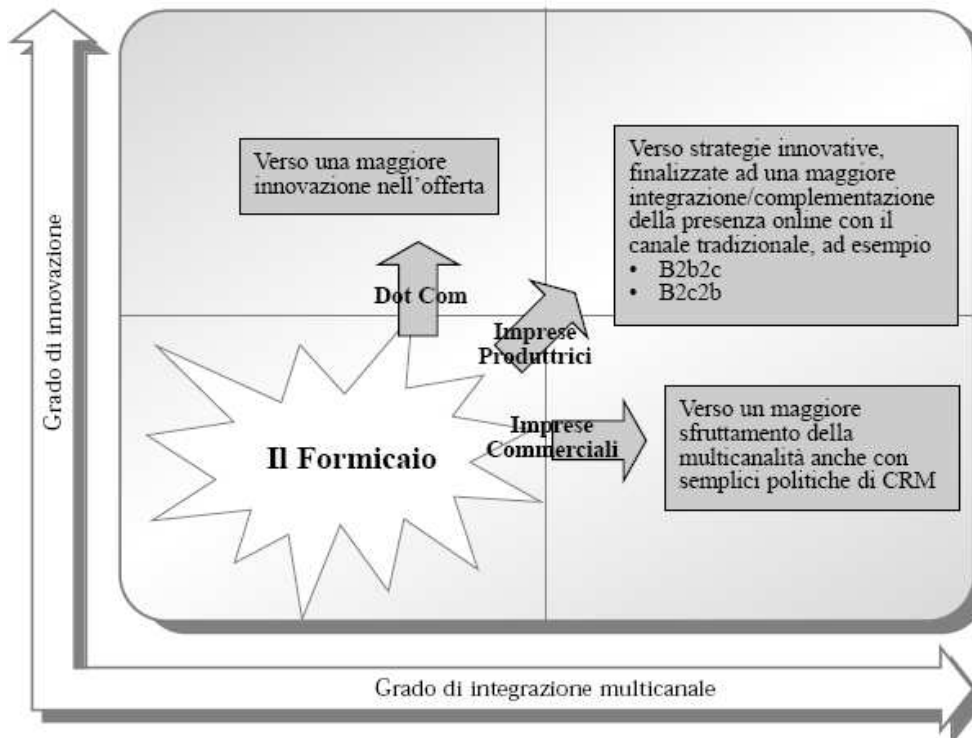 Grado di innovazione
Verso una maggiore
innovazione nell'offerta
Verso strategie innovative,
finalizzate ad una maggiore
integrazione/complementazione
della presenza online con il
canale tradizionale, ad esempio
• B2b2c
• B2c2b
Dot Com
Imprese
Produttrici
Il Formicaio
Imprese
Commerciali
Verso un maggiore
sfruttamento della
multicanalità anche con
semplici politiche di CRM
Grado di integrazione multicanale